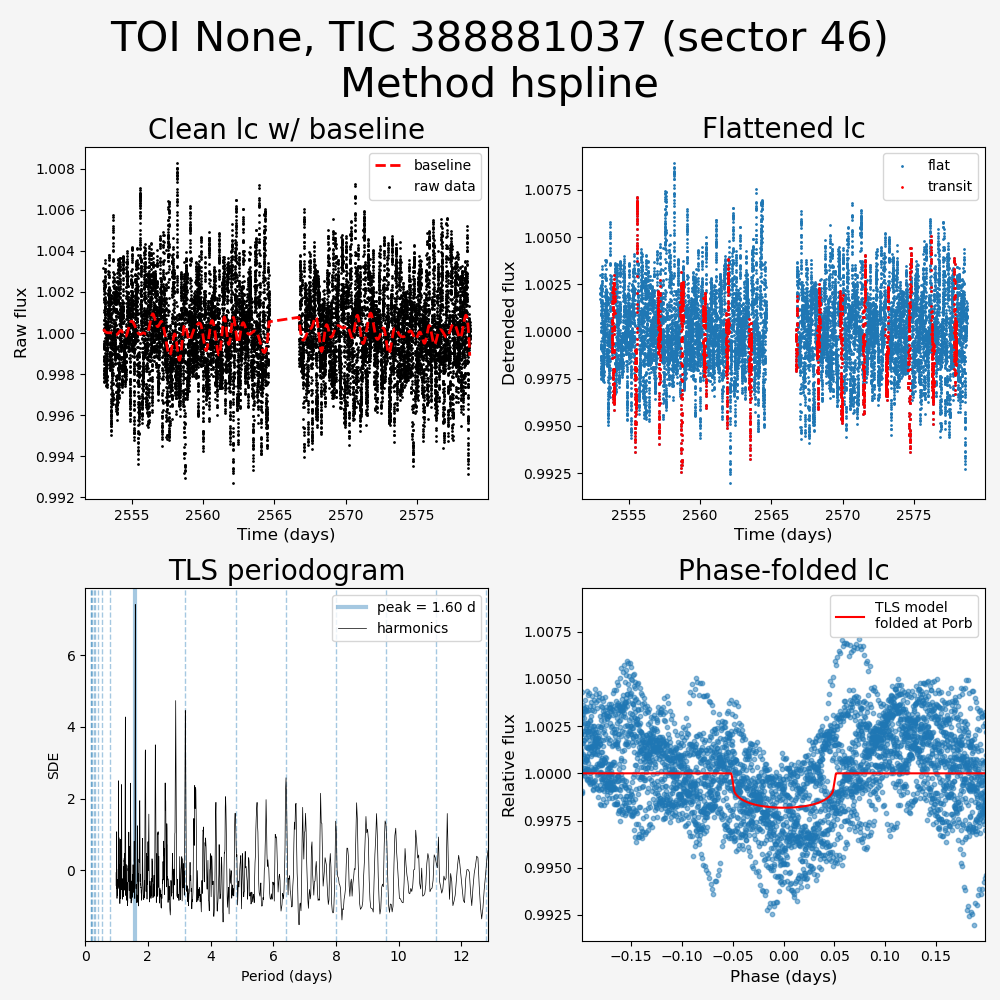 TOI None, TIC 388881037 (sector 46)
Method hspline
Clean lc w/ baseline
Flattened lc
baseline
raw data
flat
transit
Raw flux
1.008
1.006
1.004
1.002
1.000
0.998
0.996
0.994
0.992
2555
2560
2565
2570
2575
Time (days)
Detrended flux
1.0075
1.0050
1.0025
1.0000
0.9975
0.9950
0.9925
2555
2560
2565
2570
2575
Time (days)
TLS periodogram
Phase-folded lc
peak = 1.60 d
harmonics
TLS model
folded at Porb
SDE
6
4
2
0
0
2
4
6
8
10
12
Period (days)
Relative flux
1.0075
1.0050
1.0025
1.0000
0.9975
0.9950
0.9925
−0.15
−0.10
−0.05
0.00
0.05
0.10
0.15
Phase (days)